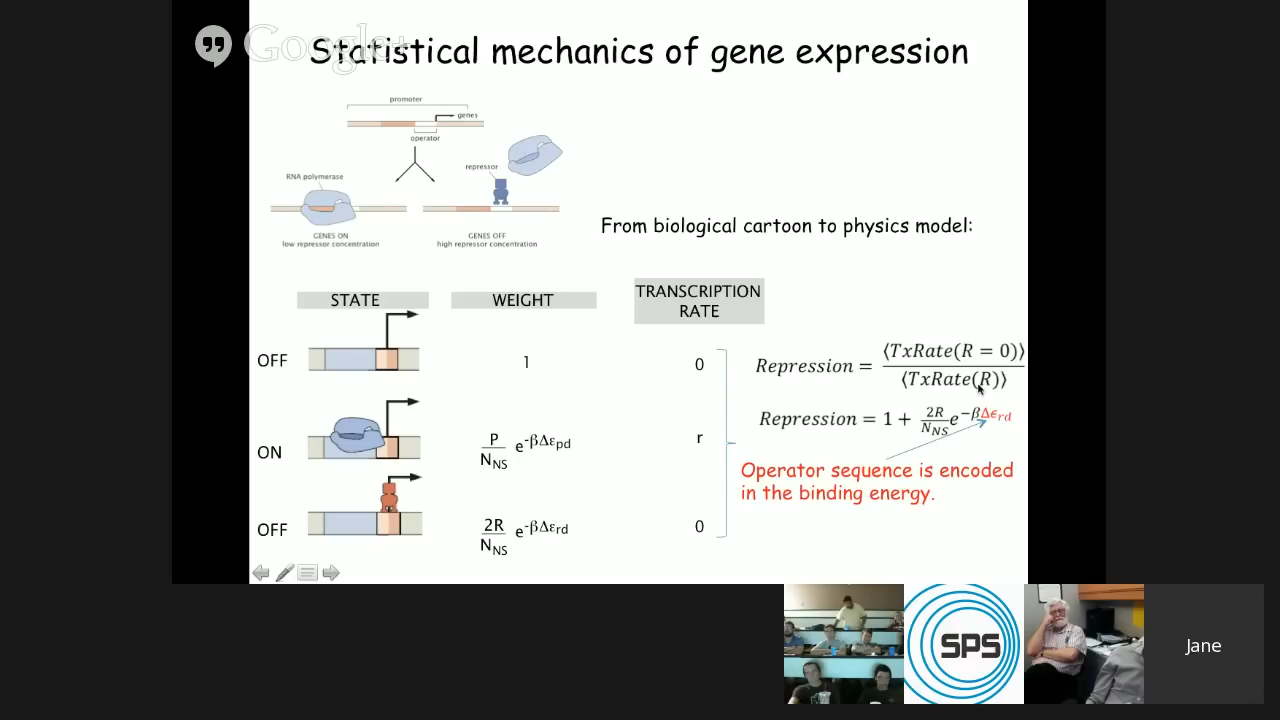 Google+
Statistical mechanics of gene expression
promoter
genes
operator
repressor
RNA polymerase
GENES ON
low repressor concentration
GENES OFF
high repressor concentration
From biological cartoon to physics model:
STATE
WEIGHT
TRANSCRIPTION
RATE
OFF
1
0
ON
P/N_NS e^-βΔε_pd
r
OFF
2R/N_NS e^-βΔε_rd
0
Repression = ⟨TxRate(R = 0)⟩/⟨TxRate(R)⟩
Repression = 1 + 2R/N_NS e^-βΔϵ_rd
Operator sequence is encoded
in the binding energy.
SPS
Jane